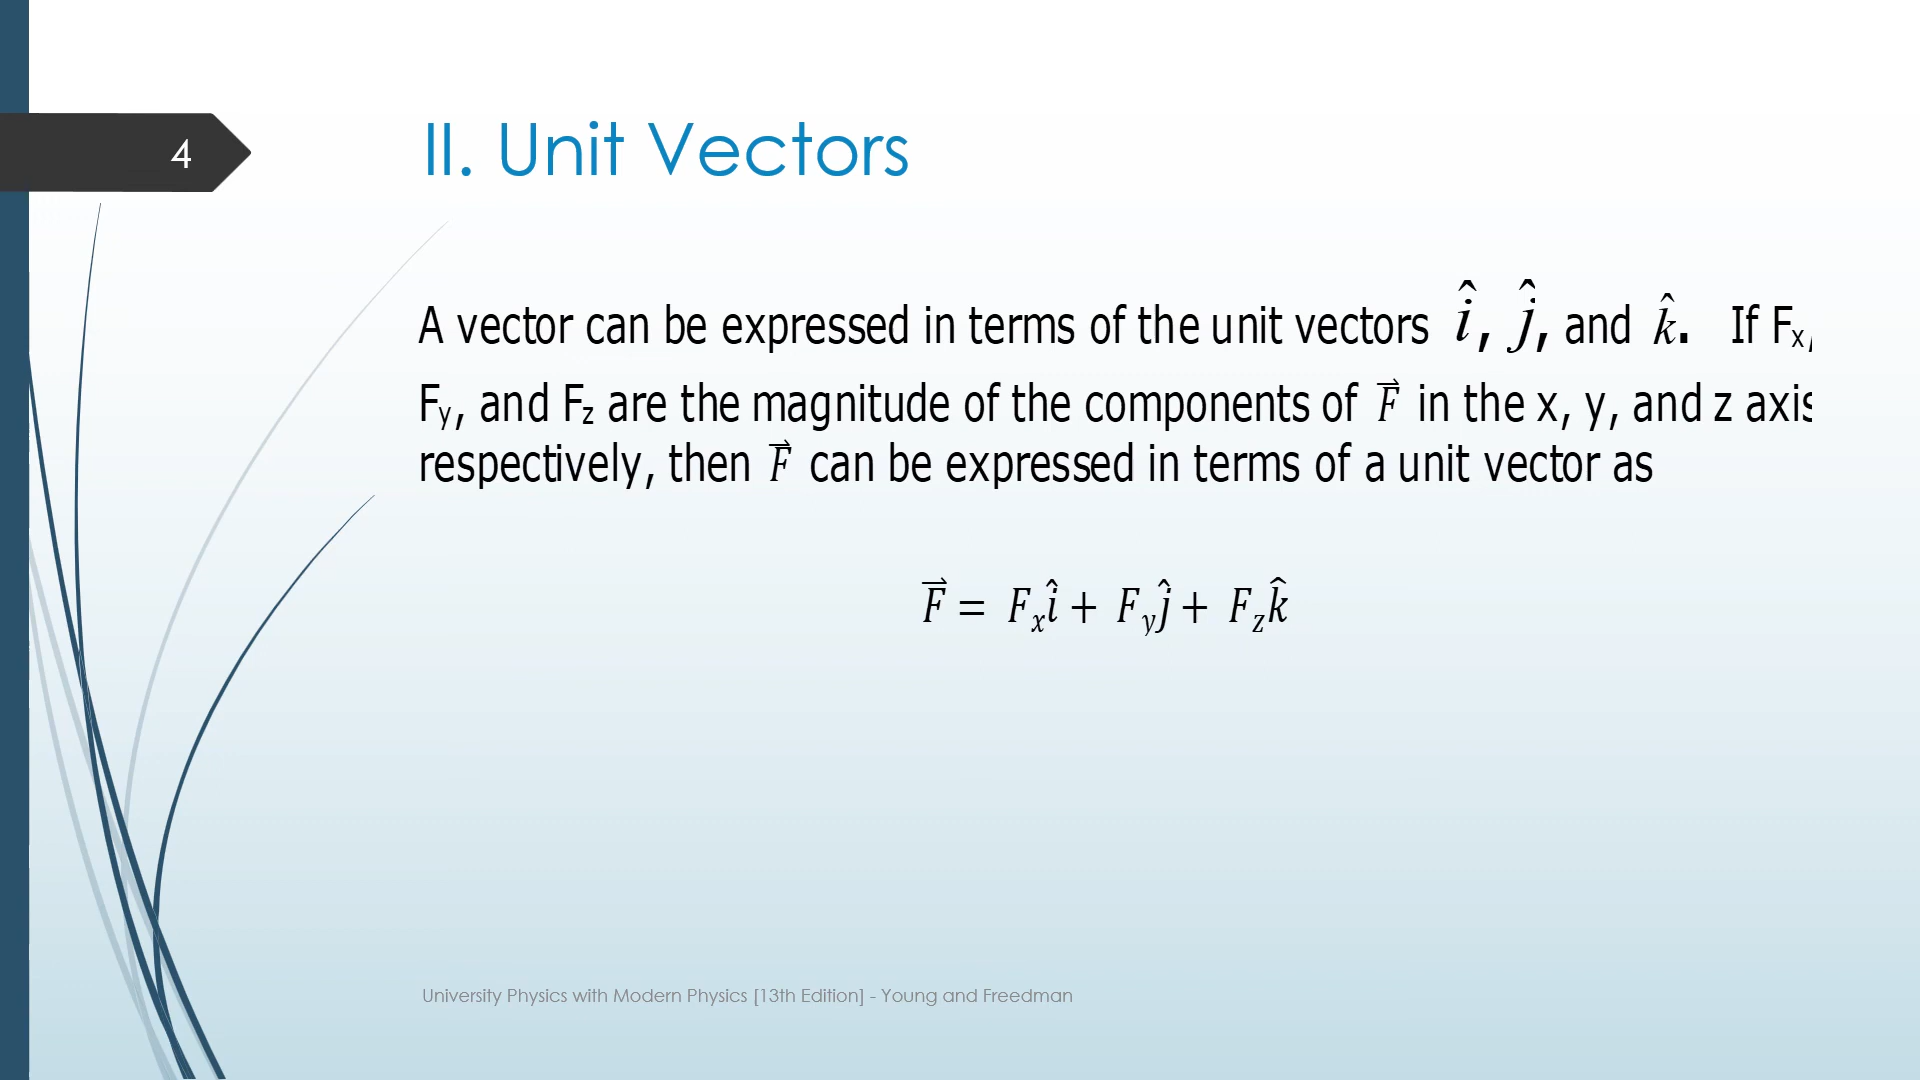 4
II. Unit Vectors
A vector can be expressed in terms of the unit vectors î, ĵ, and k̂. If Fₓ,
Fy, and Fz are the magnitude of the components of F⃗ in the x, y, and z axis
respectively, then F⃗ can be expressed in terms of a unit vector as
F⃗ = Fₓî + Fyĵ + Fzk̂
University Physics with Modern Physics [13th Edition] - Young and Freedman